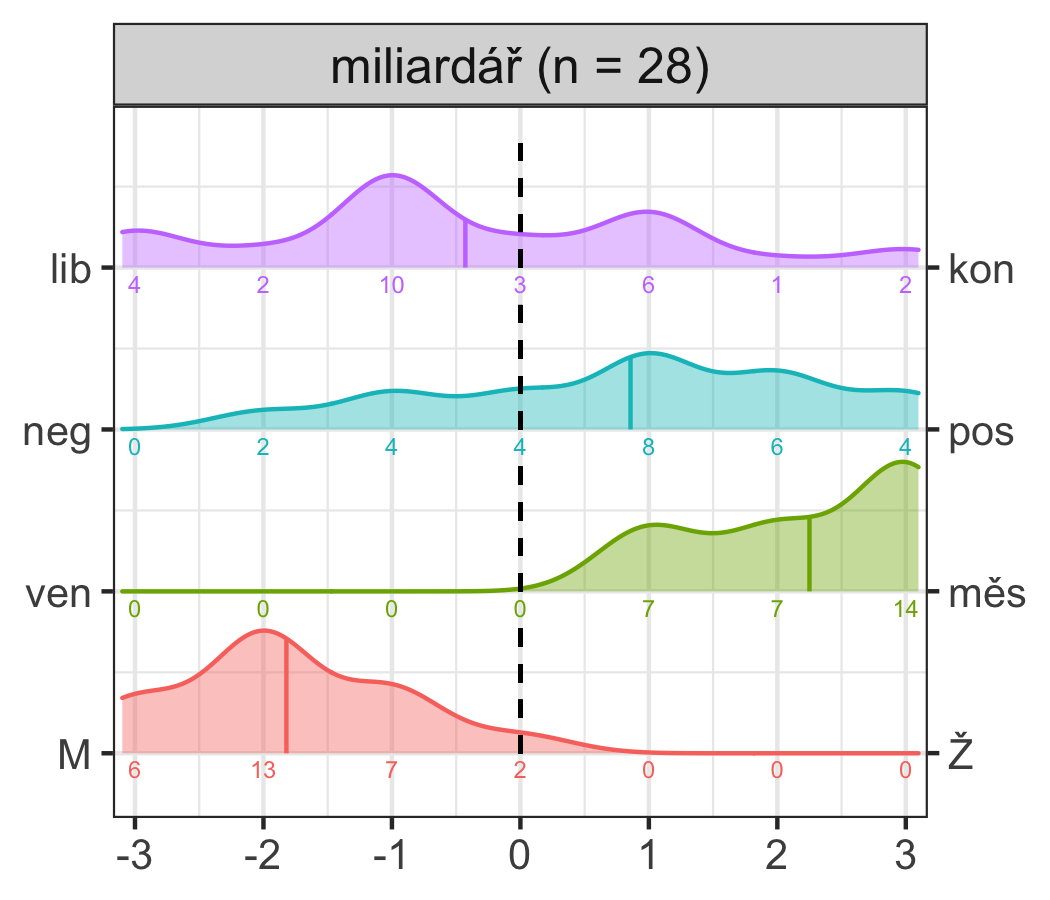 miliardář (n = 28)
lib kon
4 2 10 3 6 1 2
neg pos
0 2 4 4 8 6 4
ven měs
0 0 0 0 7 7 14
M Ž
6 13 7 2 0 0 0
-3 -2 -1 0 1 2 3